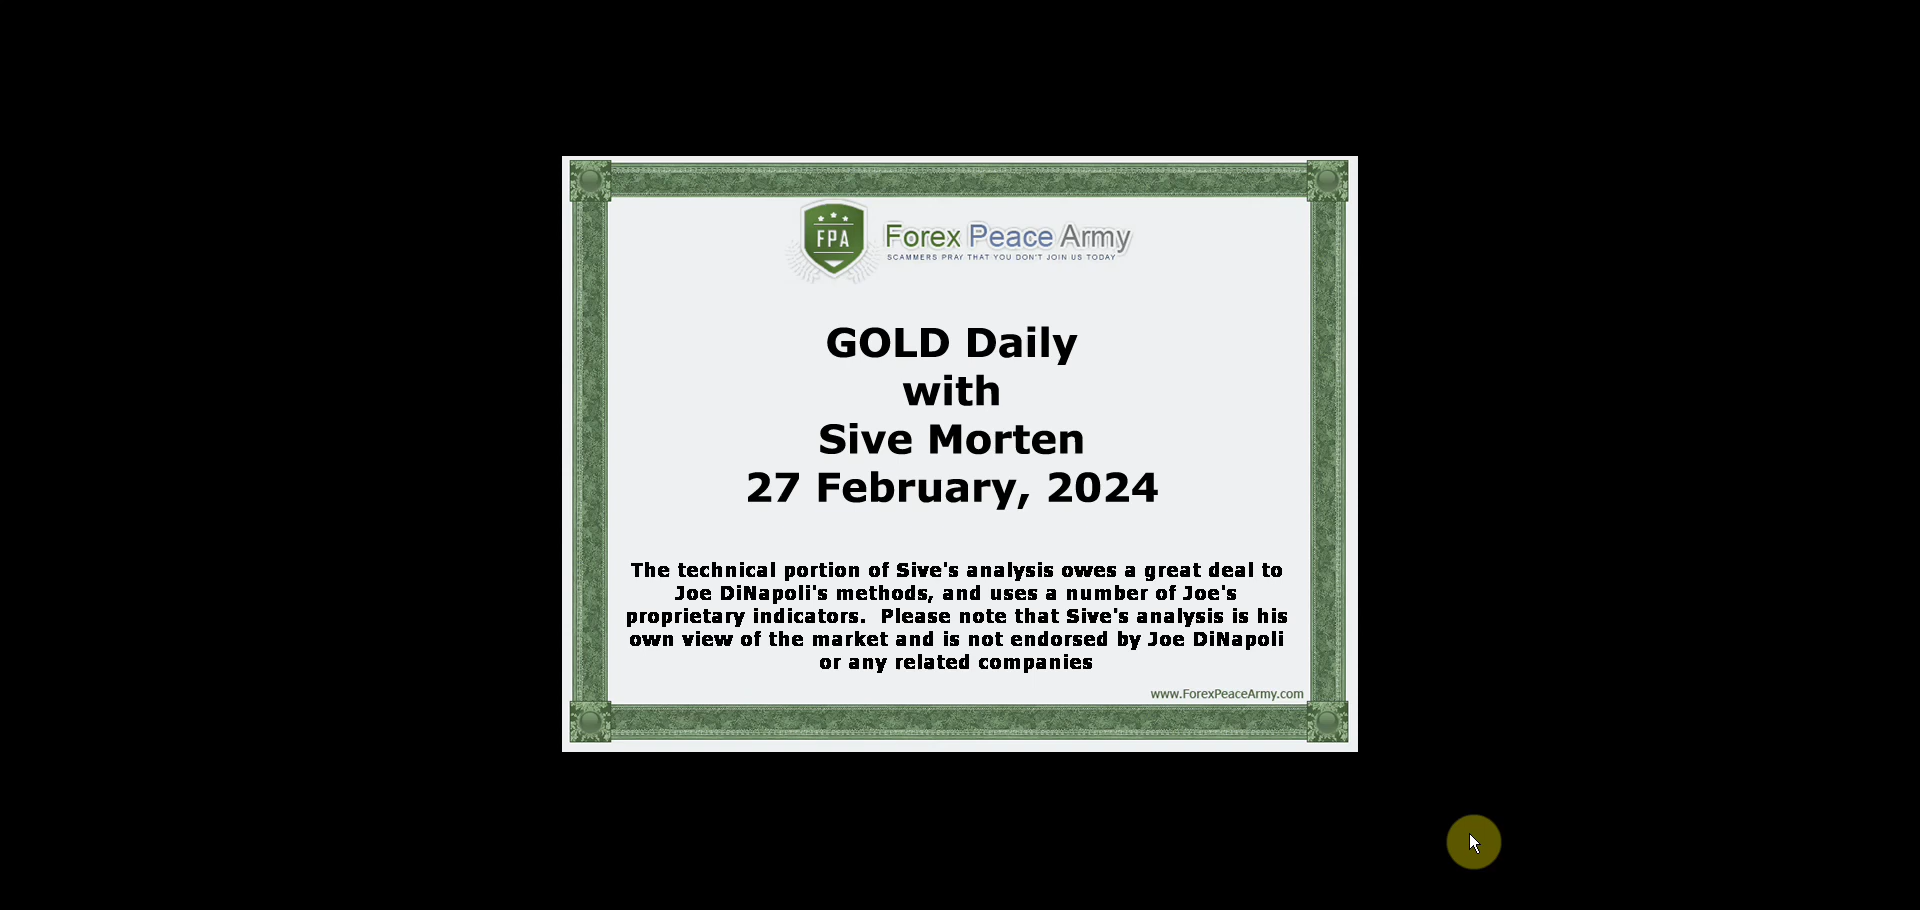 FPA
Forex Peace Army
SCAMMERS PRAY THAT YOU DON'T JOIN US TODAY
GOLD Daily
with
Sive Morten
27 February, 2024
The technical portion of Sive's analysis owes a great deal to
Joe DiNapoli's methods, and uses a number of Joe's
proprietary indicators.  Please note that Sive's analysis is his
own view of the market and is not endorsed by Joe DiNapoli
or any related companies
www.ForexPeaceArmy.com